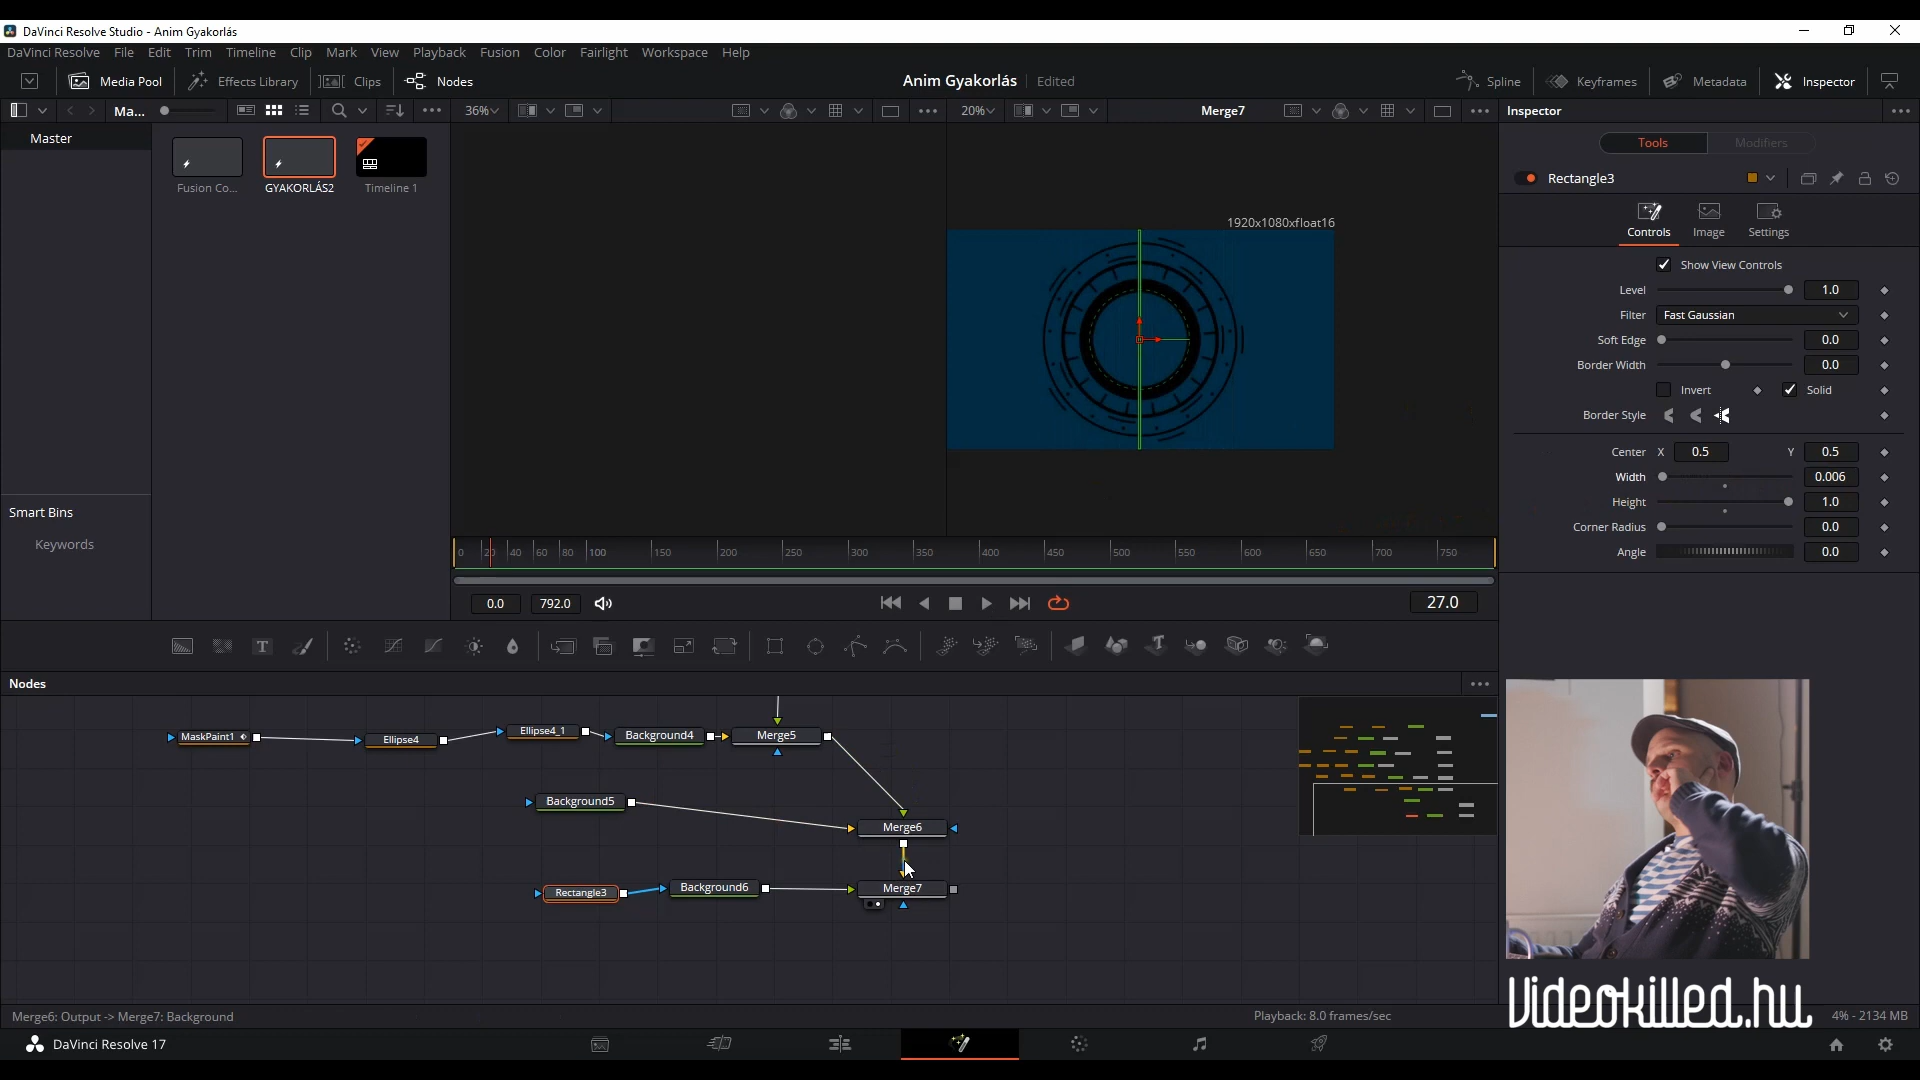 DaVinci Resolve Studio - Anim Gyakorlás
DaVinci Resolve File Edit Trim Timeline Clip Mark View Playback Fusion Color Fairlight Workspace Help
Media Pool Effects Library Clips Nodes Anim Gyakorlás Edited Spline Keyframes Metadata Inspector
Ma... 36% 20% Merge7 Inspector
Master
Fusion Co... GYAKORLÁS2 Timeline 1
Smart Bins
Keywords
1920x1080xfloat16
0 20 40 60 80 100 150 200 250 300 350 400 450 500 550 600 650 700 750
0.0 792.0 27.0
Tools Modifiers
Rectangle3
Controls Image Settings
Show View Controls
Level 1.0
Filter Fast Gaussian
Soft Edge 0.0
Border Width 0.0
Invert Solid
Border Style
Center X 0.5 Y 0.5
Width 0.006
Height 1.0
Corner Radius 0.0
Angle 0.0
T
Nodes
MaskPaint1 Ellipse4 Ellipse4_1 Background4 Merge5
Background5 Merge6
Rectangle3 Background6 Merge7
Videokilled.hu
Merge6: Output -> Merge7: Background Playback: 8.0 frames/sec 4% - 2134 MB
DaVinci Resolve 17